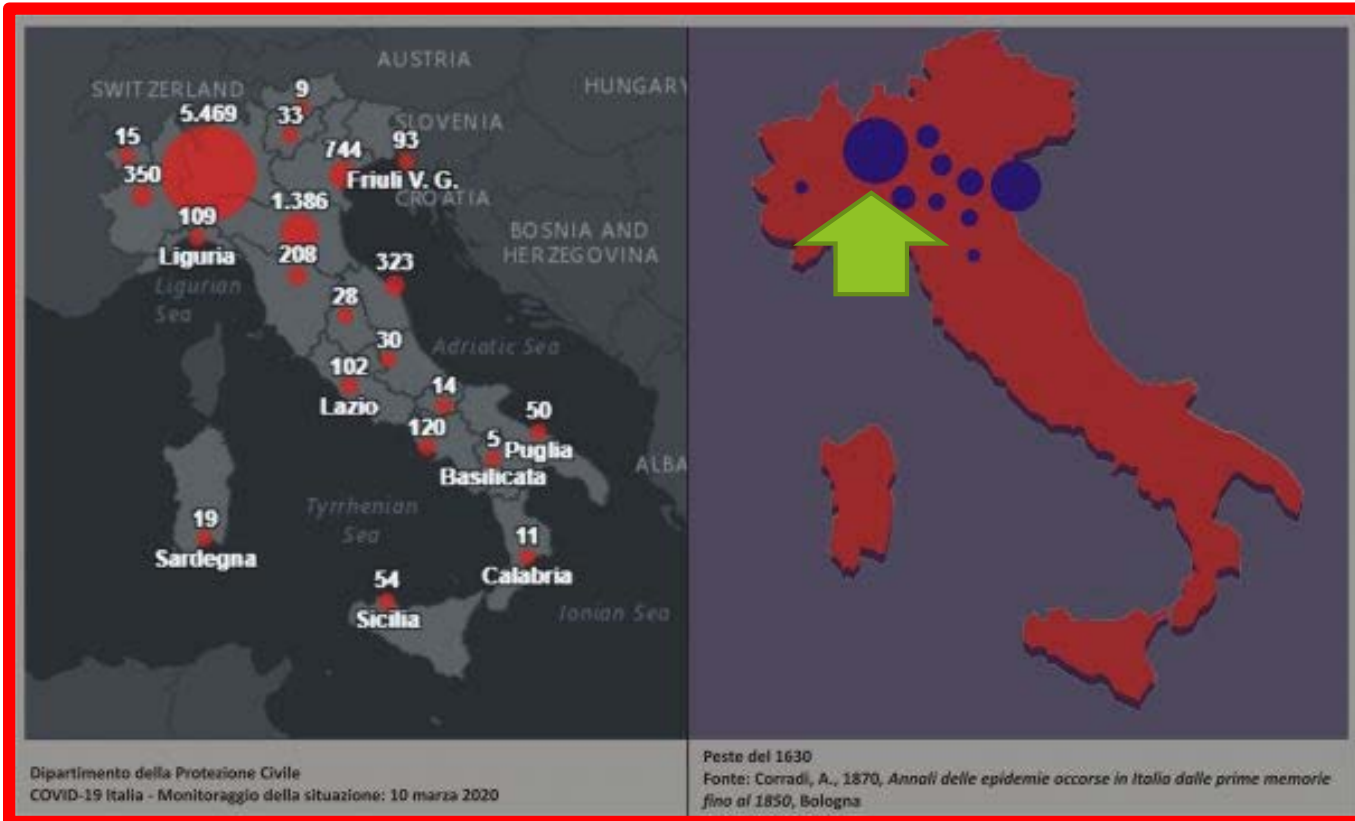 AUSTRIA
SWITZERLAND
HUNGARY
9
5.469
33
SLOVENIA
15
744
93
350
Friuli V. G.
CROATIA
1.386
109
BOSNIA AND
HERZEGOVINA
Liguria
208
323
Ligurian
Sea
28
30
Adriatic Sea
102
14
Lazio
50
120
5
Puglia
ALBA
Basilicata
Tyrrhenian
Sea
19
11
Sardegna
Calabria
54
Ionian Sea
Sicilia
Dipartimento della Protezione Civile
COVID-19 Italia - Monitoraggio della situazione: 10 marza 2020
Peste del 1630
Fonte: Corradi, A., 1870, Annali delle epidemie occorse in Italia dalle prime memorie
fino al 1850, Bologna